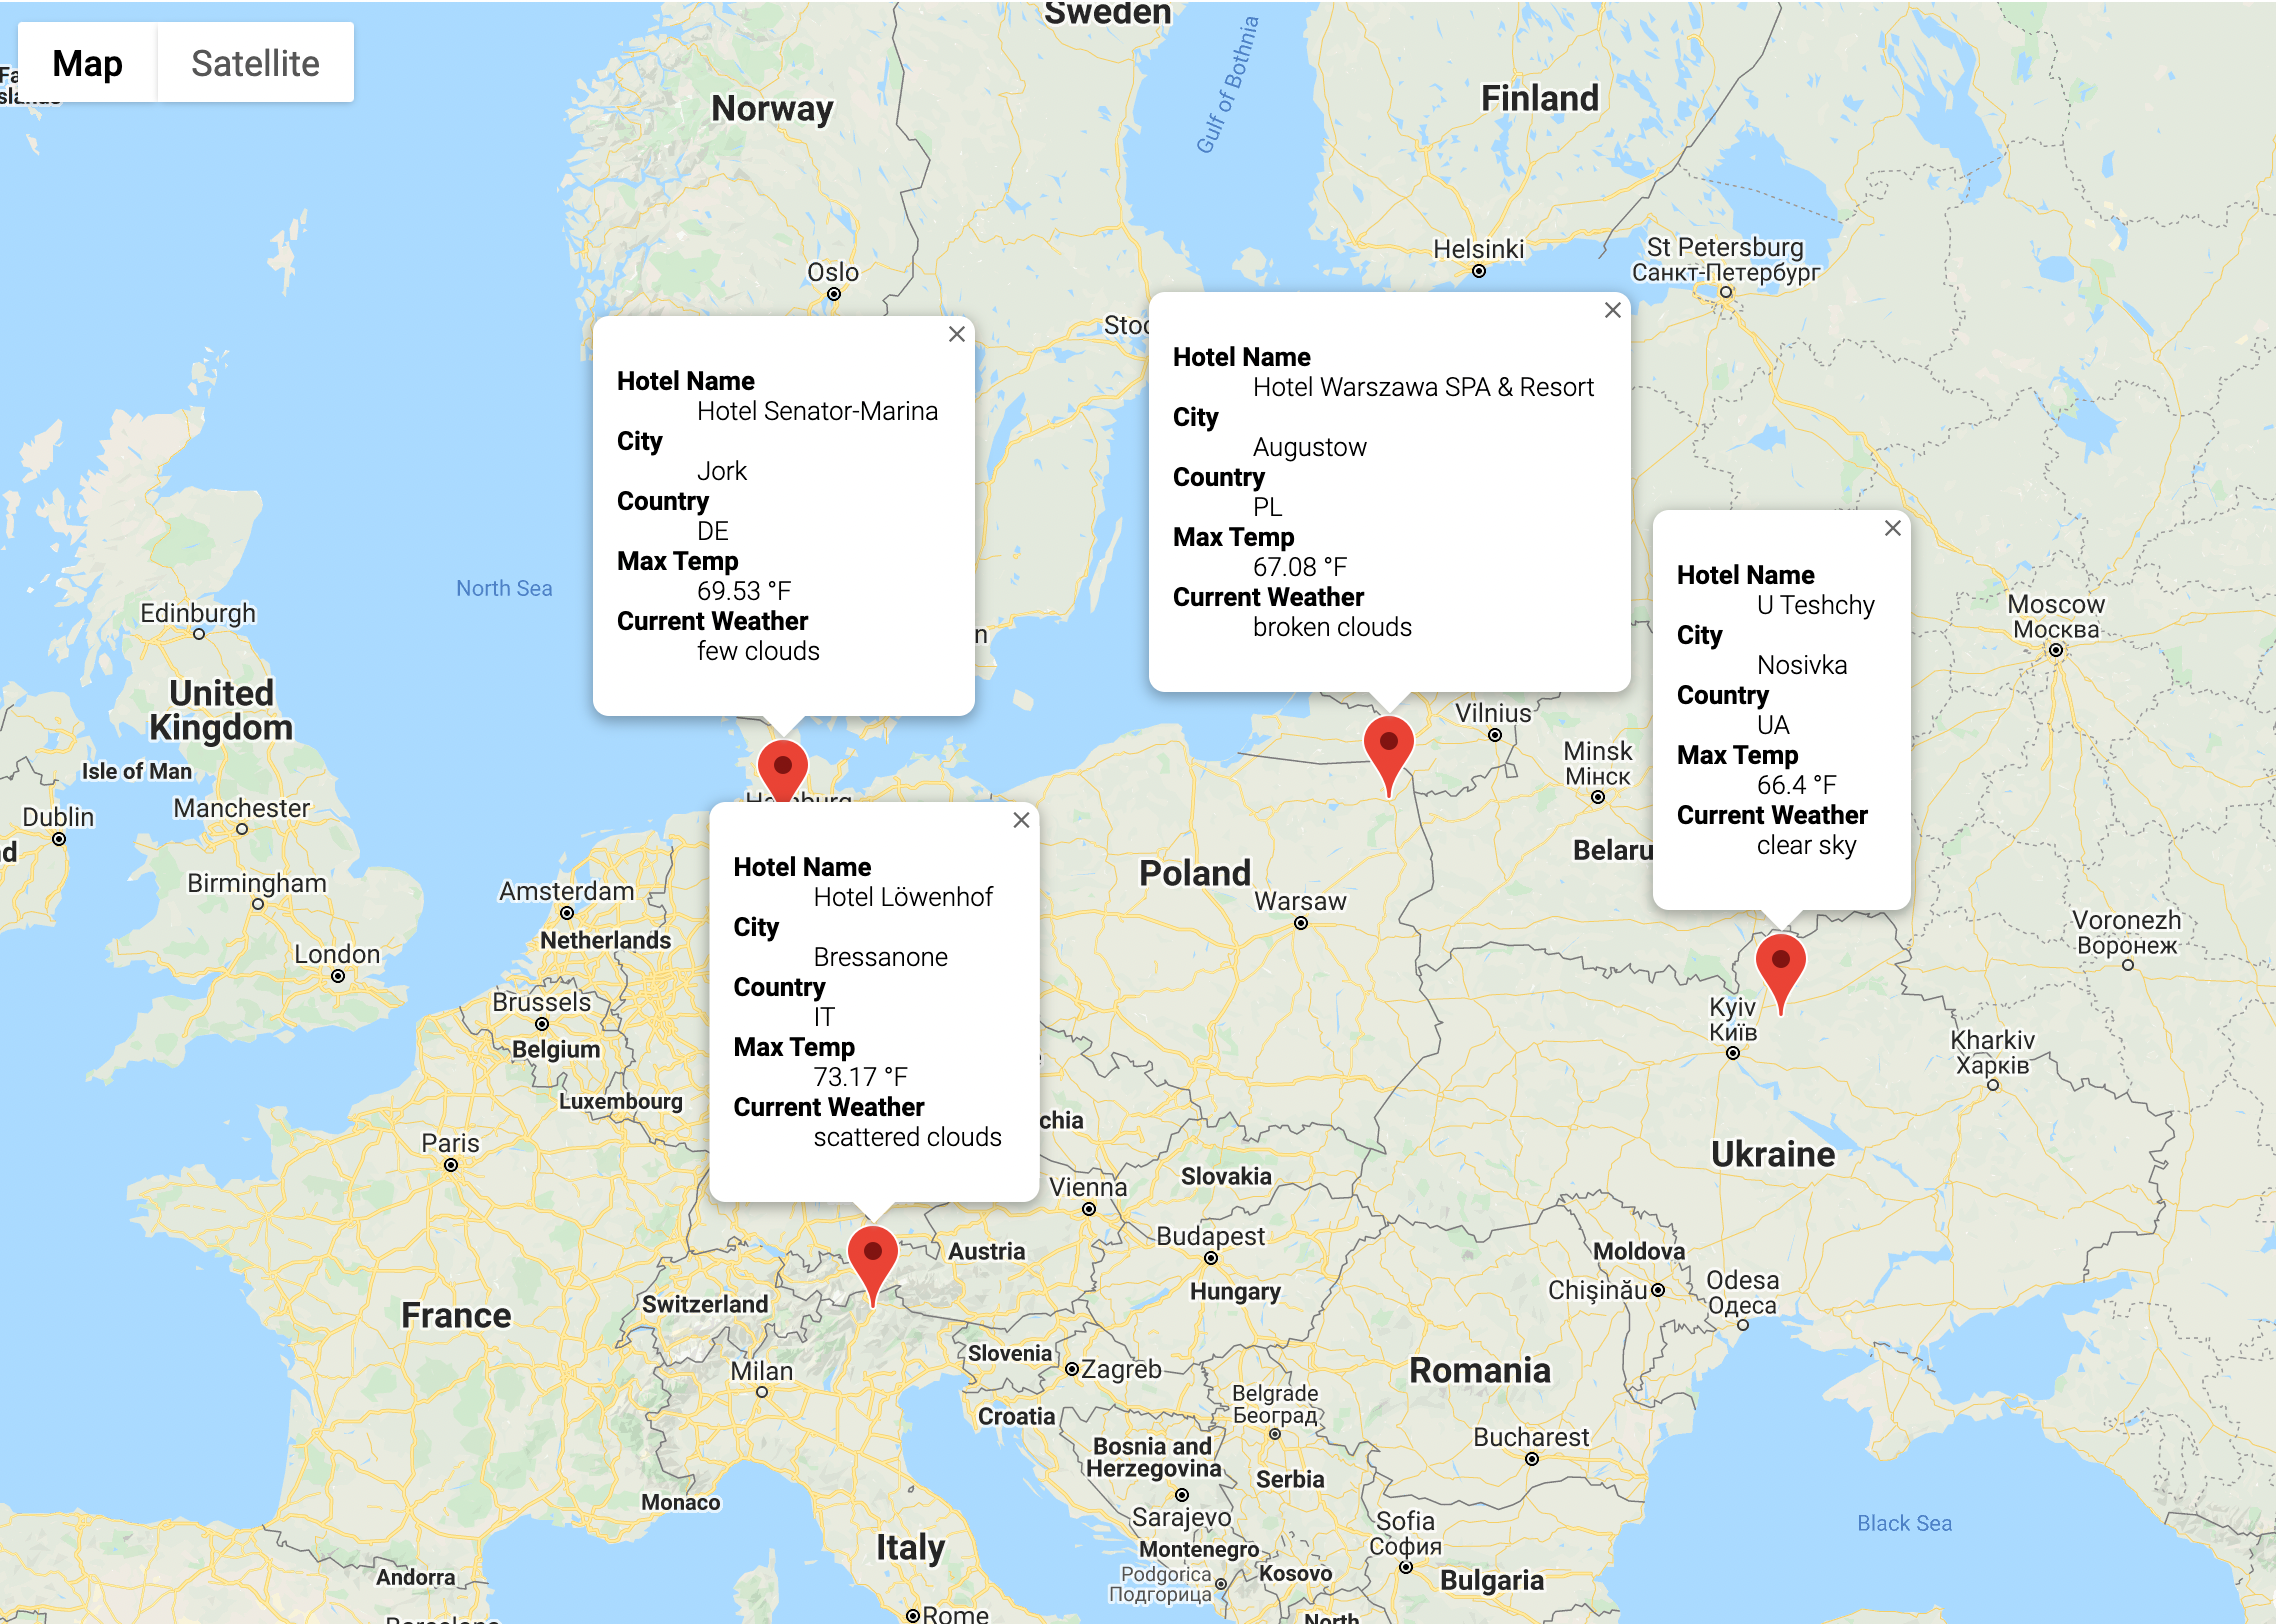 Sweden
Map
Satellite
Norway
Finland
Gulf of Bothnia
Oslo
Helsinki
St Petersburg
Санкт-Петербург
Hotel Name
Hotel Senator-Marina
City
Jork
Country
DE
Max Temp
69.53 °F
Current Weather
few clouds
Hotel Name
Hotel Warszawa SPA & Resort
City
Augustow
Country
PL
Max Temp
67.08 °F
Current Weather
broken clouds
Hotel Name
U Teshchy
City
Nosivka
Country
UA
Max Temp
66.4 °F
Current Weather
clear sky
North Sea
Edinburgh
Moscow
Москва
United
Kingdom
Isle of Man
Vilnius
Minsk
Мінск
Dublin
Manchester
Hamburg
Birmingham
Amsterdam
Netherlands
London
Hotel Name
Hotel Löwenhof
City
Bressanone
Country
IT
Max Temp
73.17 °F
Current Weather
scattered clouds
Poland
Warsaw
Belaru
Voronezh
Воронеж
Brussels
Belgium
Kyiv
Київ
Kharkiv
Харків
Luxembourg
chia
Paris
Slovakia
Ukraine
Vienna
Budapest
Austria
Hungary
Moldova
Chișinău
Odesa
Одеса
Switzerland
France
Slovenia
Milan
Zagreb
Romania
Croatia
Belgrade
Београд
Bosnia and
Herzegovina
Serbia
Bucharest
Monaco
Sarajevo
Sofia
София
Black Sea
Italy
Montenegro
Podgorica
Подгорица
Kosovo
Bulgaria
Andorra
Barcelona
Rome
North